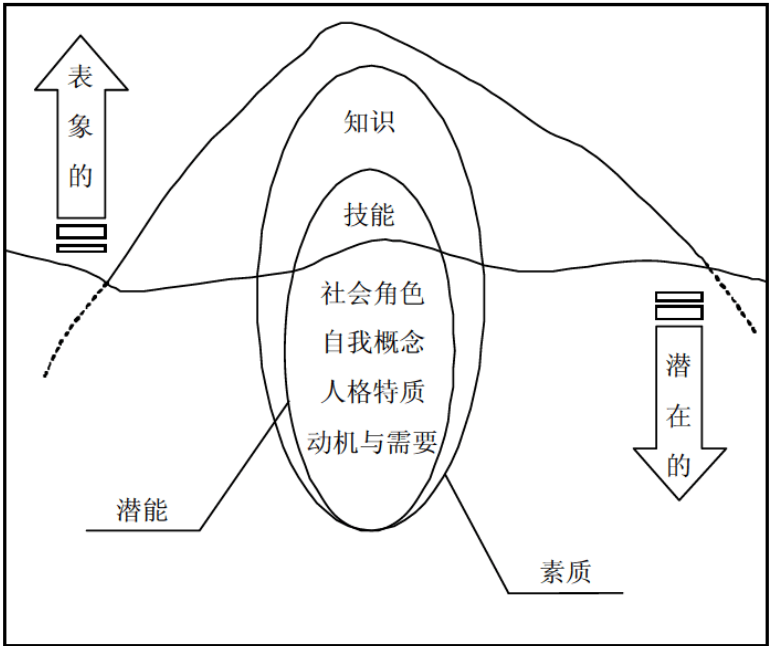 表象的
知识
技能
社会角色
自我概念
人格特质
动机与需要
潜在的
潜能
素质